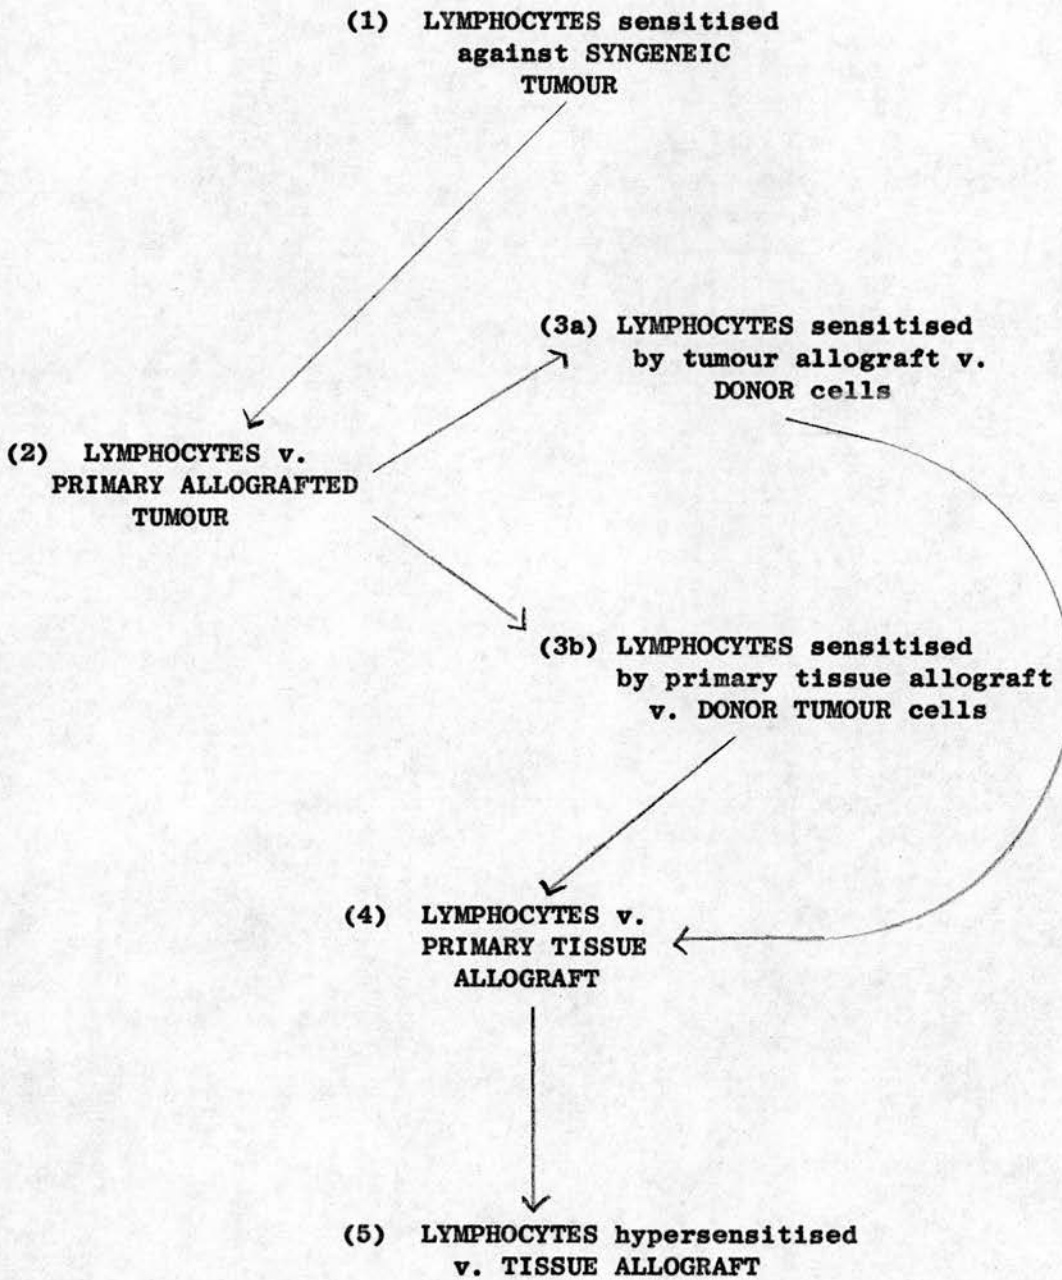 (1) LYMPHOCYTES sensitised
against SYNGENEIC
TUMOUR
(3a) LYMPHOCYTES sensitised
by tumour allograft v.
DONOR cells
(2) LYMPHOCYTES v.
PRIMARY ALLOGRAFTED
TUMOUR
(3b) LYMPHOCYTES sensitised
by primary tissue allograft
v. DONOR TUMOUR cells
(4) LYMPHOCYTES v.
PRIMARY TISSUE
ALLOGRAFT
(5) LYMPHOCYTES hypersensitised
v. TISSUE ALLOGRAFT